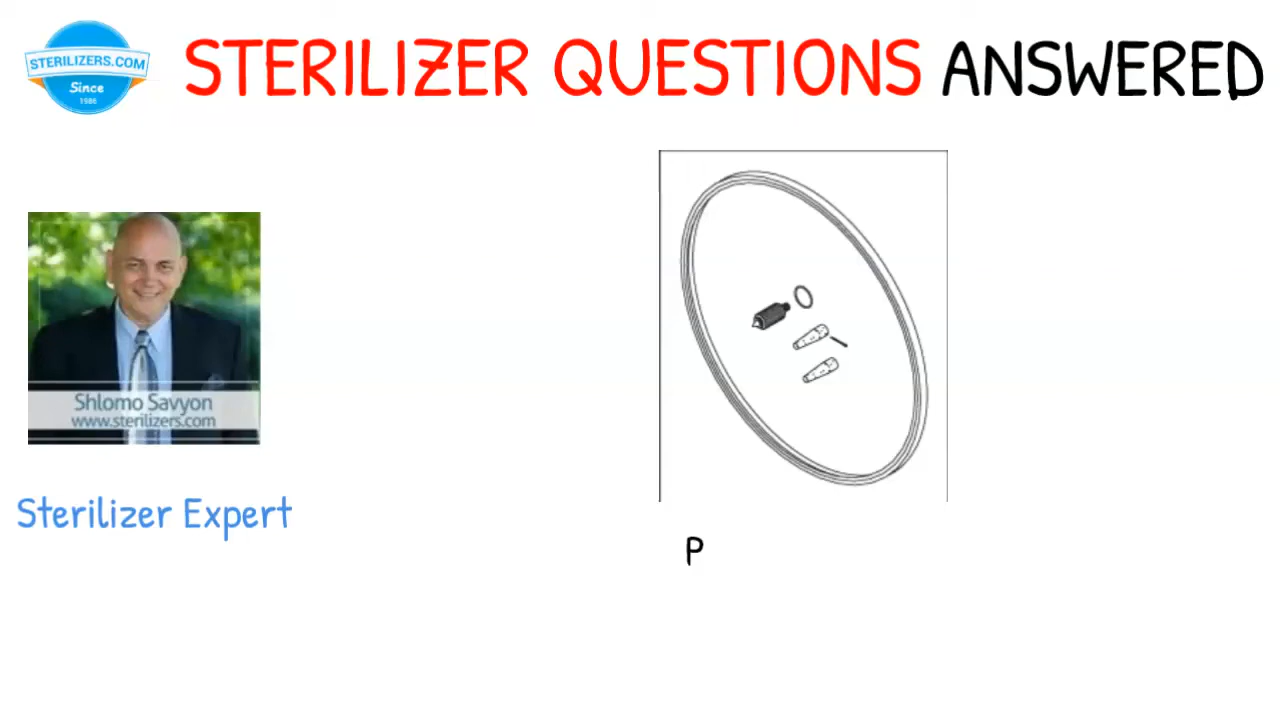 STERILIZERS.COM
Since
1986
STERILIZER QUESTIONS ANSWERED
Shlomo Savyon
www.sterilizers.com
Sterilizer Expert
P